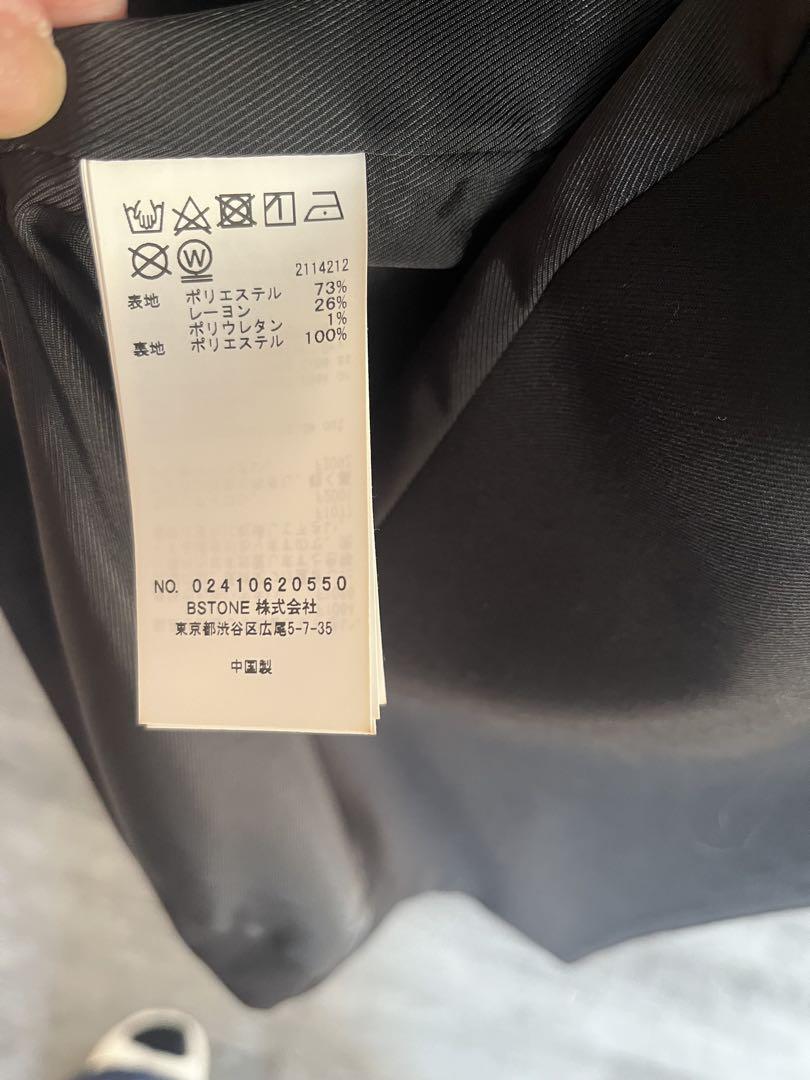 W
2114212
表地 ポリエステル 73%
レーヨン 26%
ポリウレタン 1%
裏地 ポリエステル 100%
NO. 02410620550
BSTONE 株式会社
東京都渋谷区広尾5-7-35
中国製